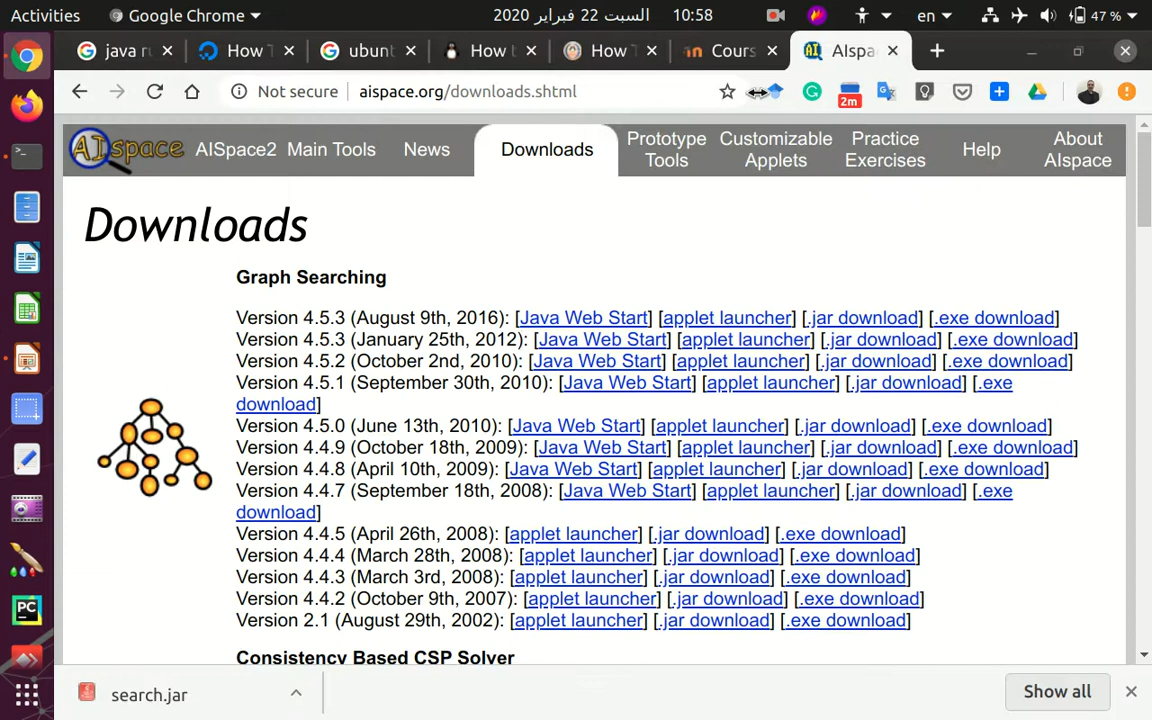 Activities Google Chrome السبت 22 فبراير 2020 10:58 en 47 %
java ru How T ubunt How t How T Cours AIspa
Not secure aispace.org/downloads.shtml 2m
AIspace AISpace2 Main Tools News Downloads Prototype Tools Customizable Applets Practice Exercises Help About AIspace
Downloads
Graph Searching
Version 4.5.3 (August 9th, 2016): [Java Web Start] [applet launcher] [.jar download] [.exe download]
Version 4.5.3 (January 25th, 2012): [Java Web Start] [applet launcher] [.jar download] [.exe download]
Version 4.5.2 (October 2nd, 2010): [Java Web Start] [applet launcher] [.jar download] [.exe download]
Version 4.5.1 (September 30th, 2010): [Java Web Start] [applet launcher] [.jar download] [.exe
download]
Version 4.5.0 (June 13th, 2010): [Java Web Start] [applet launcher] [.jar download] [.exe download]
Version 4.4.9 (October 18th, 2009): [Java Web Start] [applet launcher] [.jar download] [.exe download]
Version 4.4.8 (April 10th, 2009): [Java Web Start] [applet launcher] [.jar download] [.exe download]
Version 4.4.7 (September 18th, 2008): [Java Web Start] [applet launcher] [.jar download] [.exe
download]
Version 4.4.5 (April 26th, 2008): [applet launcher] [.jar download] [.exe download]
Version 4.4.4 (March 28th, 2008): [applet launcher] [.jar download] [.exe download]
Version 4.4.3 (March 3rd, 2008): [applet launcher] [.jar download] [.exe download]
Version 4.4.2 (October 9th, 2007): [applet launcher] [.jar download] [.exe download]
Version 2.1 (August 29th, 2002): [applet launcher] [.jar download] [.exe download]
Consistency Based CSP Solver
search.jar Show all
PC